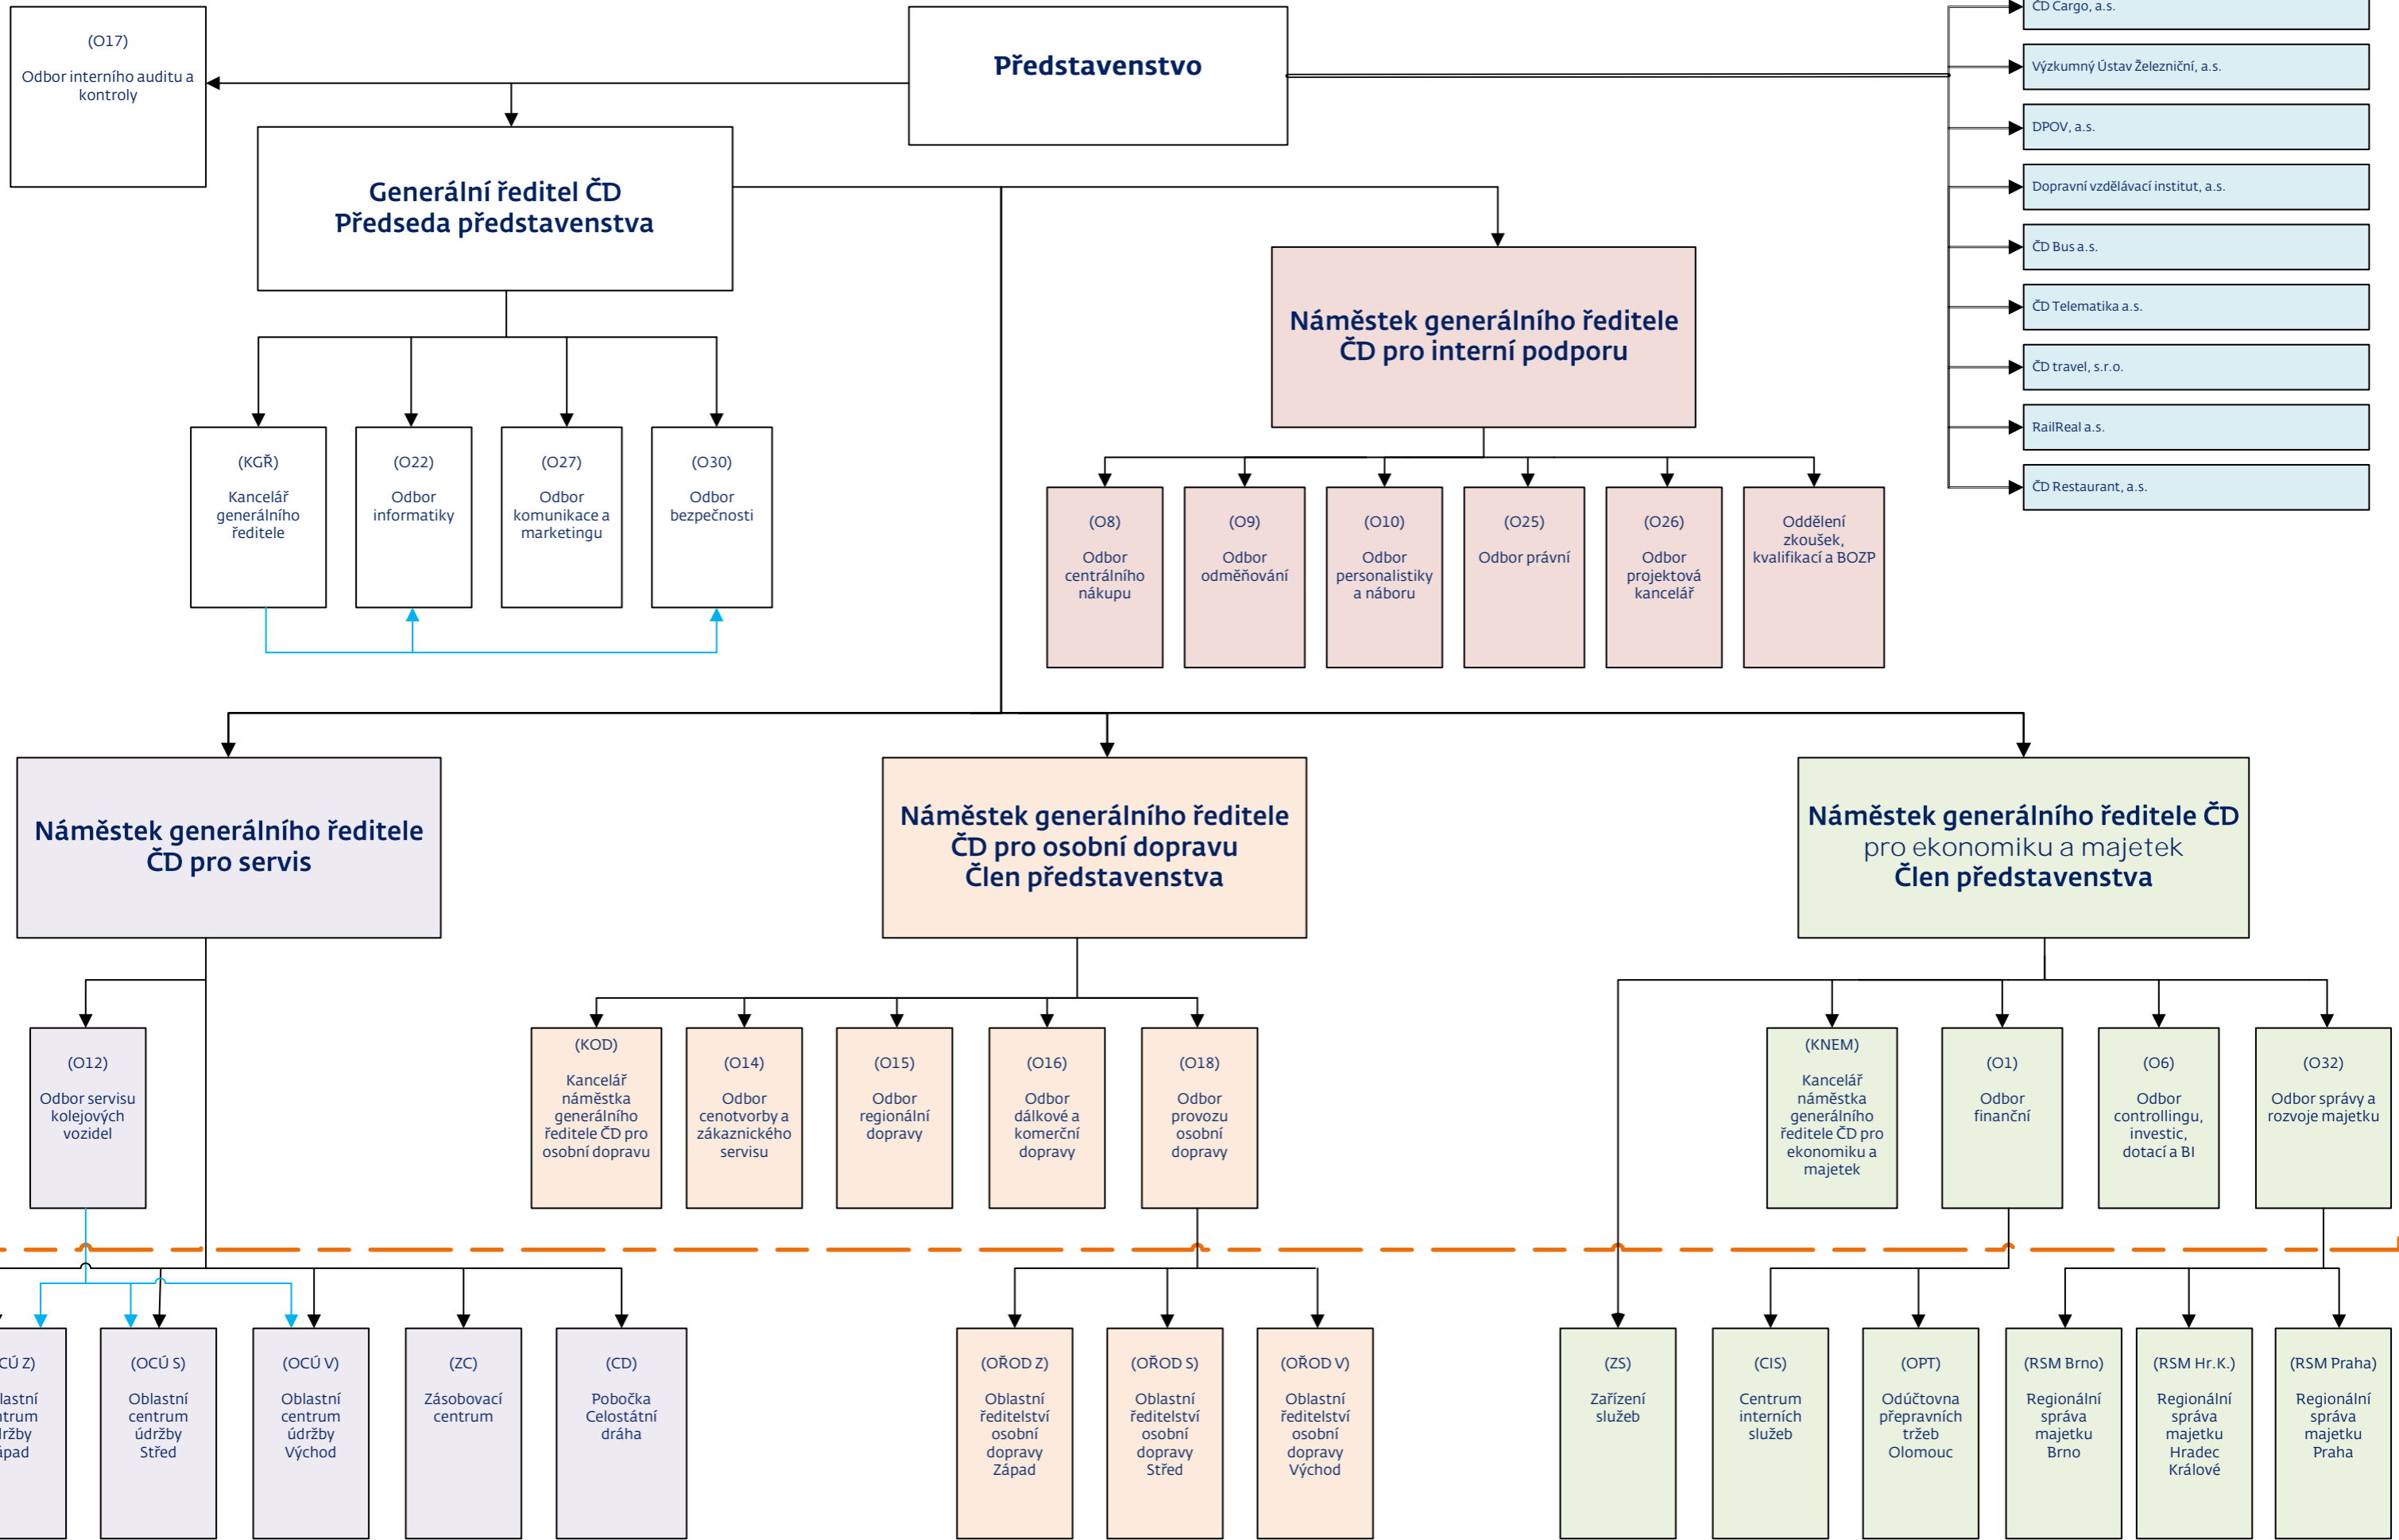 (O17)
Odbor interního auditu a
kontroly
Představenstvo
ČD Cargo, a.s.
Výzkumný Ústav Železniční, a.s.
DPOV, a.s.
Dopravní vzdělávací institut, a.s.
ČD Bus a.s.
ČD Telematika a.s.
ČD travel, s.r.o.
RailReal a.s.
ČD Restaurant, a.s.
Generální ředitel ČD
Předseda představenstva
Náměstek generálního ředitele
ČD pro interní podporu
(KGŘ)
Kancelář
generálního
ředitele
(O22)
Odbor
informatiky
(O27)
Odbor
komunikace a
marketingu
(O30)
Odbor
bezpečnosti
(O8)
Odbor
centrálního
nákupu
(O9)
Odbor
odměňování
(O10)
Odbor
personalistiky
a náboru
(O25)
Odbor právní
(O26)
Odbor
projektová
kancelář
Oddělení
zkoušek,
kvalifikací a BOZP
Náměstek generálního ředitele
ČD pro servis
Náměstek generálního ředitele
ČD pro osobní dopravu
Člen představenstva
Náměstek generálního ředitele ČD
pro ekonomiku a majetek
Člen představenstva
(O12)
Odbor servisu
kolejových
vozidel
(KOD)
Kancelář
náměstka
generálního
ředitele ČD pro
osobní dopravu
(O14)
Odbor
cenotvorby a
zákaznického
servisu
(O15)
Odbor
regionální
dopravy
(O16)
Odbor
dálkové a
komerční
dopravy
(O18)
Odbor
provozu
osobní
dopravy
(KNEM)
Kancelář
náměstka
generálního
ředitele ČD pro
ekonomiku a
majetek
(O1)
Odbor
finanční
(O6)
Odbor
controllingu,
investic,
dotací a BI
(O32)
Odbor správy a
rozvoje majetku
CÚ Z)
lastní
ntrum
držby
ápad
(OCÚ S)
Oblastní
centrum
údržby
Střed
(OCÚ V)
Oblastní
centrum
údržby
Východ
(ZC)
Zásobovací
centrum
(CD)
Pobočka
Celostátní
dráha
(OŘOD Z)
Oblastní
ředitelství
osobní
dopravy
Západ
(OŘOD S)
Oblastní
ředitelství
osobní
dopravy
Střed
(OŘOD V)
Oblastní
ředitelství
osobní
dopravy
Východ
(ZS)
Zařízení
služeb
(CIS)
Centrum
interních
služeb
(OPT)
Odúčtovna
přepravních
tržeb
Olomouc
(RSM Brno)
Regionální
správa
majetku
Brno
(RSM Hr.K.)
Regionální
správa
majetku
Hradec
Králové
(RSM Praha)
Regionální
správa
majetku
Praha